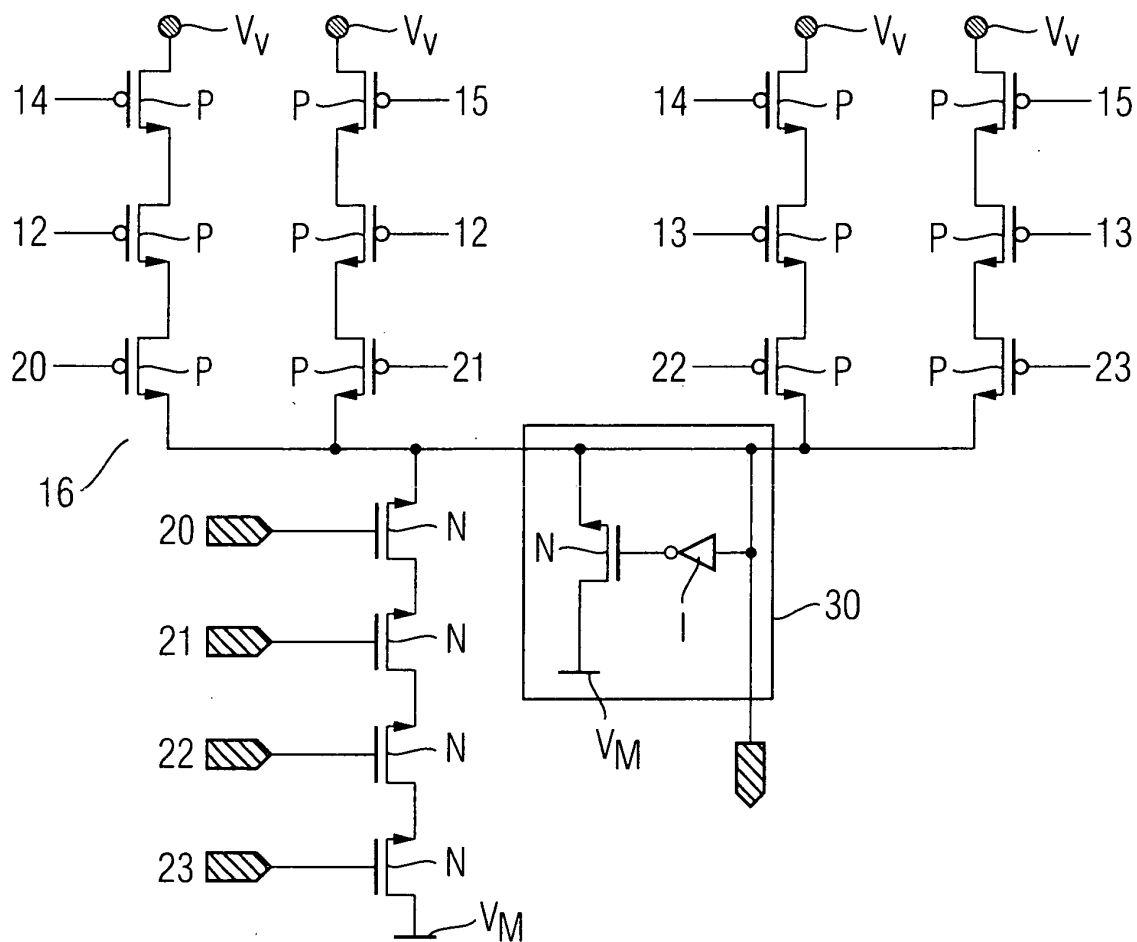 V_V V_V V_V V_V
14 P P 15 14 P P 15
12 P P 12 13 P P 13
20 P P 21 22 P P 23
16
20 N N
I
30
21 N
22 N V_M
23 N
V_M